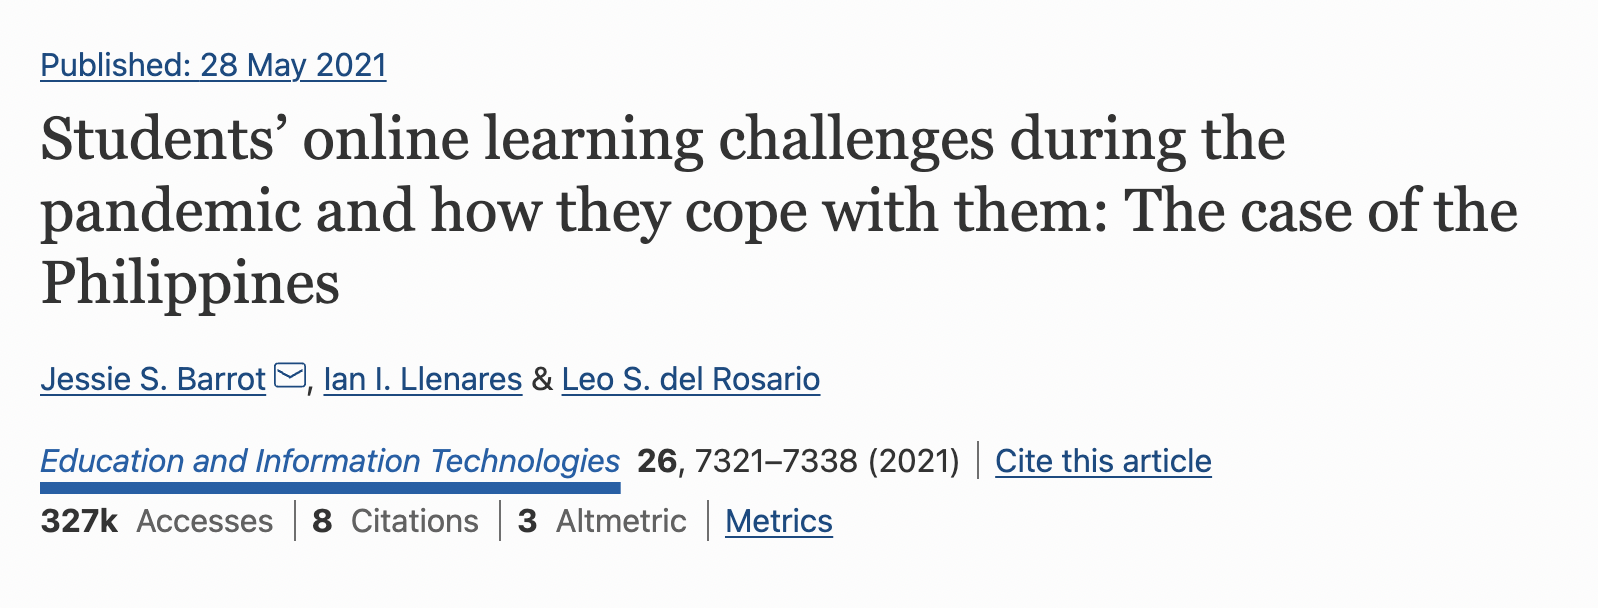 Published: 28 May 2021
Students’ online learning challenges during the
pandemic and how they cope with them: The case of the
Philippines
Jessie S. Barrot, Ian I. Llenares & Leo S. del Rosario
Education and Information Technologies 26, 7321–7338 (2021) | Cite this article
327k Accesses | 8 Citations | 3 Altmetric | Metrics